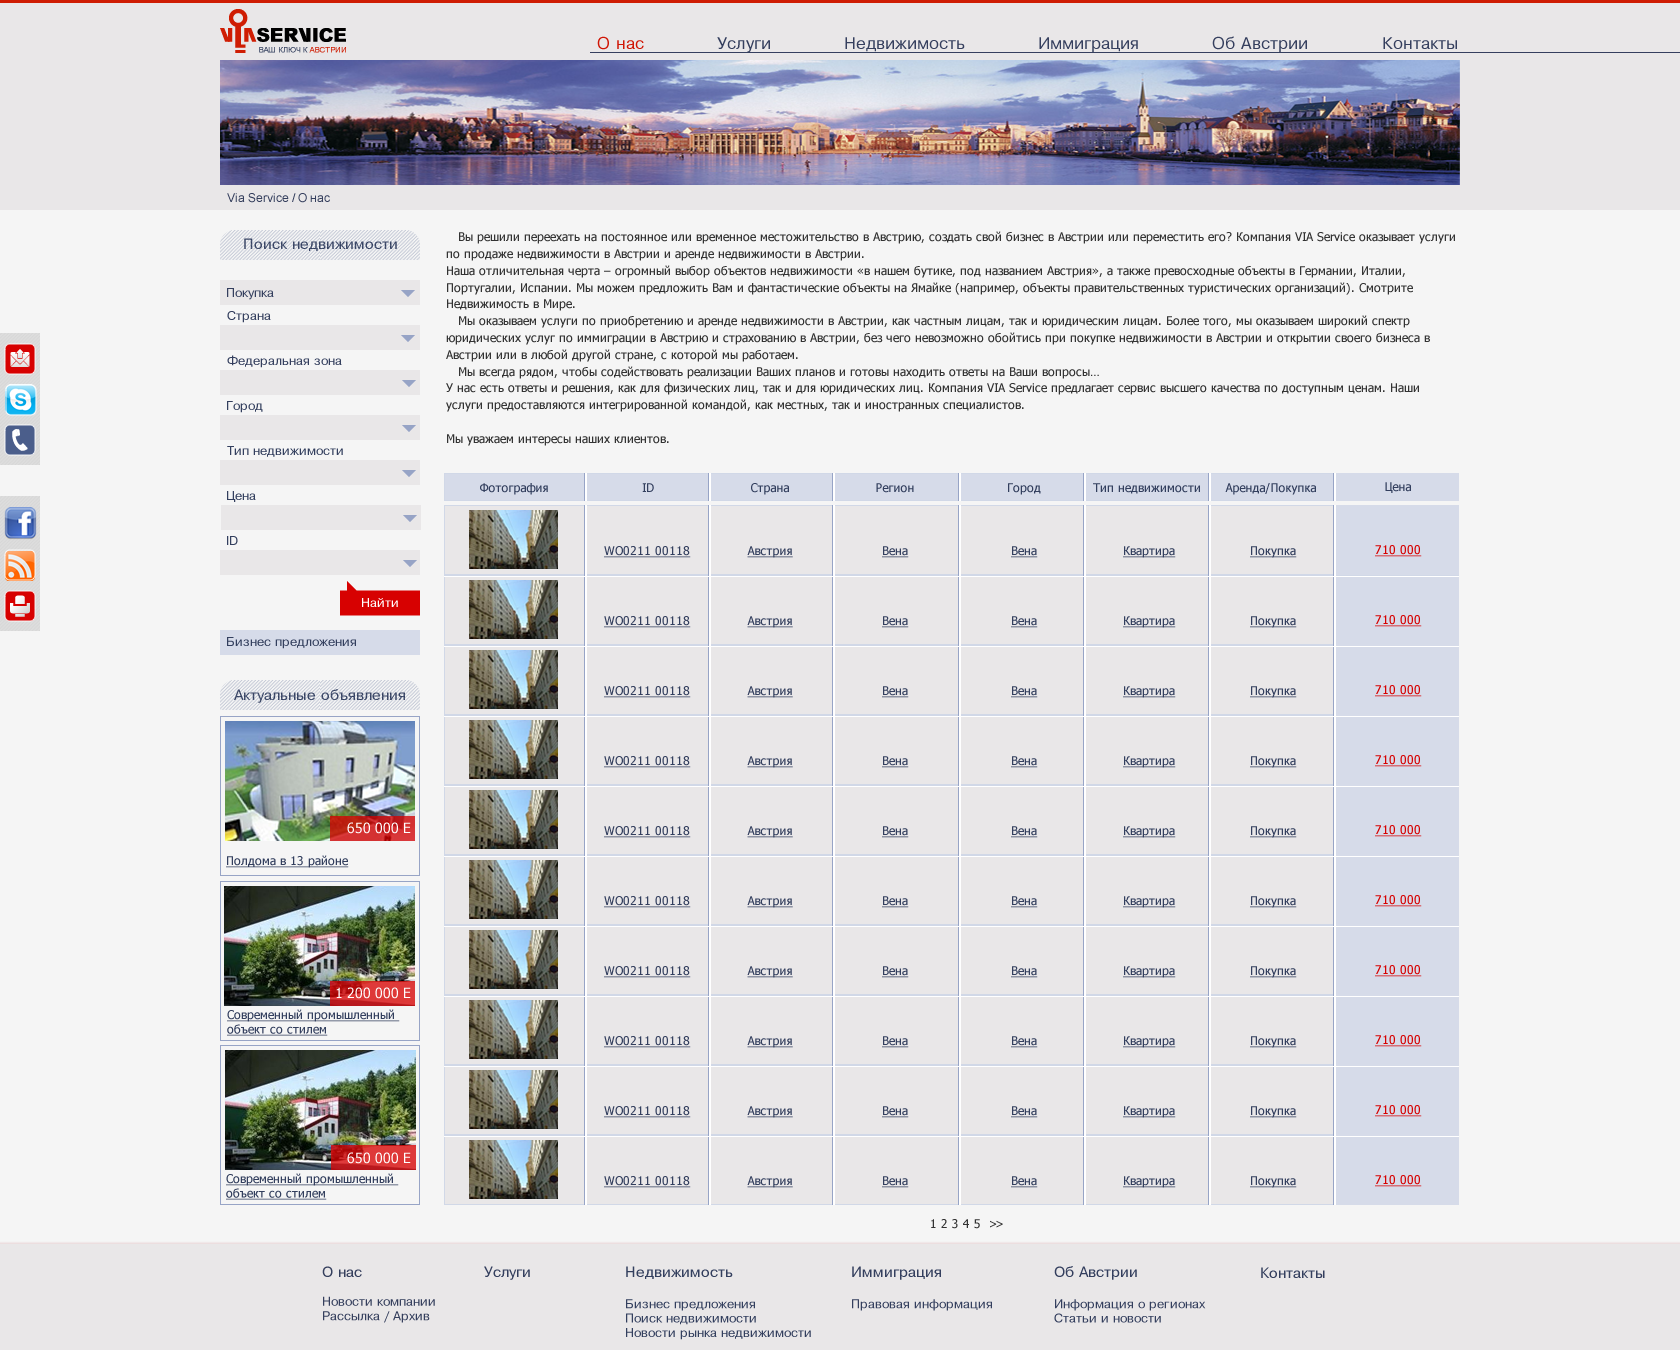 VIASERVICE
ВАШ КЛЮЧ К АВСТРИИ
О нас Услуги Недвижимость Иммиграция Об Австрии Контакты
Via Service / О нас
Поиск недвижимости
Покупка
Страна
Федеральная зона
Город
Тип недвижимости
Цена
ID
Найти
Бизнес предложения
Актуальные объявления
650 000 E
Полдома в 13 районе
1 200 000 E
Современный промышленный
объект со стилем
650 000 E
Современный промышленный
объект со стилем
Вы решили переехать на постоянное или временное местожительство в Австрию, создать свой бизнес в Австрии или переместить его? Компания VIA Service оказывает услуги
по продаже недвижимости в Австрии и аренде недвижимости в Австрии.
Наша отличительная черта – огромный выбор объектов недвижимости «в нашем бутике, под названием Австрия», а также превосходные объекты в Германии, Италии,
Португалии, Испании. Мы можем предложить Вам и фантастические объекты на Ямайке (например, объекты правительственных туристических организаций). Смотрите
Недвижимость в Мире.
Мы оказываем услуги по приобретению и аренде недвижимости в Австрии, как частным лицам, так и юридическим лицам. Более того, мы оказываем широкий спектр
юридических услуг по иммиграции в Австрию и страхованию в Австрии, без чего невозможно обойтись при покупке недвижимости в Австрии и открытии своего бизнеса в
Австрии или в любой другой стране, с которой мы работаем.
Мы всегда рядом, чтобы содействовать реализации Ваших планов и готовы находить ответы на Ваши вопросы...
У нас есть ответы и решения, как для физических лиц, так и для юридических лиц. Компания VIA Service предлагает сервис высшего качества по доступным ценам. Наши
услуги предоставляются интегрированной командой, как местных, так и иностранных специалистов.
Мы уважаем интересы наших клиентов.
Фотография ID Страна Регион Город Тип недвижимости Аренда/Покупка Цена
WO0211 00118 Австрия Вена Вена Квартира Покупка 710 000
WO0211 00118 Австрия Вена Вена Квартира Покупка 710 000
WO0211 00118 Австрия Вена Вена Квартира Покупка 710 000
WO0211 00118 Австрия Вена Вена Квартира Покупка 710 000
WO0211 00118 Австрия Вена Вена Квартира Покупка 710 000
WO0211 00118 Австрия Вена Вена Квартира Покупка 710 000
WO0211 00118 Австрия Вена Вена Квартира Покупка 710 000
WO0211 00118 Австрия Вена Вена Квартира Покупка 710 000
WO0211 00118 Австрия Вена Вена Квартира Покупка 710 000
WO0211 00118 Австрия Вена Вена Квартира Покупка 710 000
1 2 3 4 5 >>
О нас
Новости компании
Рассылка / Архив
Услуги
Недвижимость
Бизнес предложения
Поиск недвижимости
Новости рынка недвижимости
Иммиграция
Правовая информация
Об Австрии
Информация о регионах
Статьи и новости
Контакты